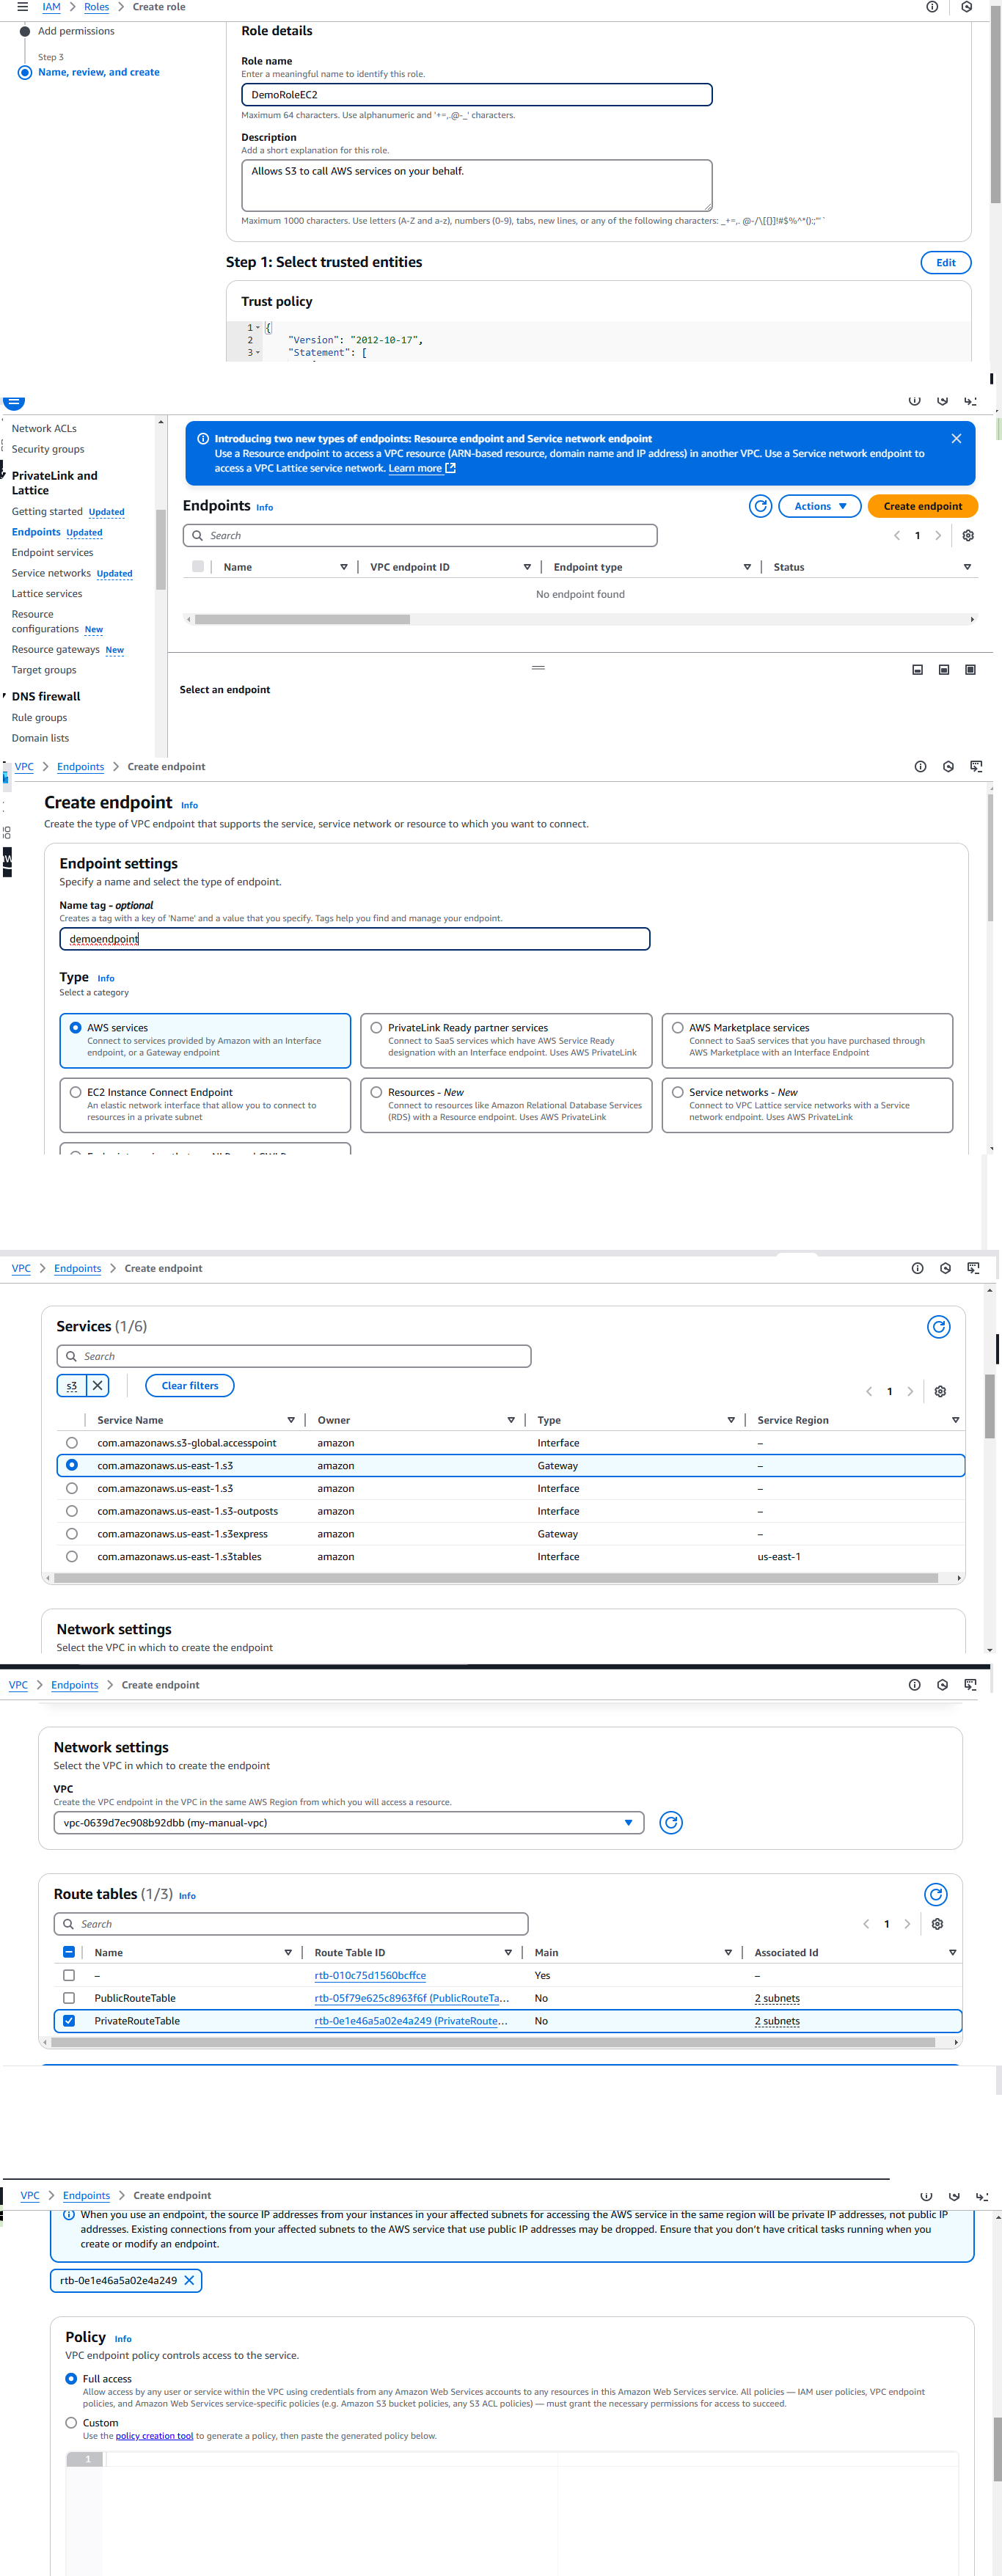 IAM > Roles > Create role
Add permissions
Step 3
Name, review, and create
Role details
Role name
Enter a meaningful name to identify this role.
DemoRoleEC2
Maximum 64 characters. Use alphanumeric and '+=,.@-_' characters.
Description
Add a short explanation for this role.
Allows S3 to call AWS services on your behalf.
Maximum 1000 characters. Use letters (A-Z and a-z), numbers (0-9), tabs, new lines, or any of the following characters: _+=,. @-/\[{}]!#$%^*();:'"`
Step 1: Select trusted entities
Edit
Trust policy
1 {
2 "Version": "2012-10-17",
3 "Statement": [
Network ACLs
Security groups
PrivateLink and
Lattice
Getting started Updated
Endpoints Updated
Endpoint services
Service networks Updated
Lattice services
Resource
configurations New
Resource gateways New
Target groups
DNS firewall
Rule groups
Domain lists
Introducing two new types of endpoints: Resource endpoint and Service network endpoint
Use a Resource endpoint to access a VPC resource (ARN-based resource, domain name and IP address) in another VPC. Use a Service network endpoint to
access a VPC Lattice service network. Learn more
Endpoints Info
Actions
Create endpoint
Search
1
Name VPC endpoint ID Endpoint type Status
No endpoint found
Select an endpoint
VPC > Endpoints > Create endpoint
Create endpoint Info
Create the type of VPC endpoint that supports the service, service network or resource to which you want to connect.
Endpoint settings
Specify a name and select the type of endpoint.
Name tag - optional
Creates a tag with a key of 'Name' and a value that you specify. Tags help you find and manage your endpoint.
demoendpoint
Type Info
Select a category
AWS services
Connect to services provided by Amazon with an Interface
endpoint, or a Gateway endpoint
PrivateLink Ready partner services
Connect to SaaS services which have AWS Service Ready
designation with an Interface endpoint. Uses AWS PrivateLink
AWS Marketplace services
Connect to SaaS services that you have purchased through
AWS Marketplace with an Interface Endpoint
EC2 Instance Connect Endpoint
An elastic network interface that allow you to connect to
resources in a private subnet
Resources - New
Connect to resources like Amazon Relational Database Services
(RDS) with a Resource endpoint. Uses AWS PrivateLink
Service networks - New
Connect to VPC Lattice service networks with a Service
network endpoint. Uses AWS PrivateLink
VPC > Endpoints > Create endpoint
Services (1/6)
Search
s3 Clear filters
1
Service Name Owner Type Service Region
com.amazonaws.s3-global.accesspoint amazon Interface –
com.amazonaws.us-east-1.s3 amazon Gateway –
com.amazonaws.us-east-1.s3 amazon Interface –
com.amazonaws.us-east-1.s3-outposts amazon Interface –
com.amazonaws.us-east-1.s3express amazon Gateway –
com.amazonaws.us-east-1.s3tables amazon Interface us-east-1
Network settings
Select the VPC in which to create the endpoint
VPC > Endpoints > Create endpoint
Network settings
Select the VPC in which to create the endpoint
VPC
Create the VPC endpoint in the VPC in the same AWS Region from which you will access a resource.
vpc-0639d7ec908b92dbb (my-manual-vpc)
Route tables (1/3) Info
Search
1
Name Route Table ID Main Associated Id
– rtb-010c75d1560bcffce Yes –
PublicRouteTable rtb-05f79e625c8963f6f (PublicRouteTa... No 2 subnets
PrivateRouteTable rtb-0e1e46a5a02e4a249 (PrivateRoute... No 2 subnets
VPC > Endpoints > Create endpoint
When you use an endpoint, the source IP addresses from your instances in your affected subnets for accessing the AWS service in the same region will be private IP addresses, not public IP
addresses. Existing connections from your affected subnets to the AWS service that use public IP addresses may be dropped. Ensure that you don't have critical tasks running when you
create or modify an endpoint.
rtb-0e1e46a5a02e4a249
Policy Info
VPC endpoint policy controls access to the service.
Full access
Allow access by any user or service within the VPC using credentials from any Amazon Web Services accounts to any resources in this Amazon Web Services service. All policies — IAM user policies, VPC endpoint
policies, and Amazon Web Services service-specific policies (e.g. Amazon S3 bucket policies, any S3 ACL policies) — must grant the necessary permissions for access to succeed.
Custom
Use the policy creation tool to generate a policy, then paste the generated policy below.
1